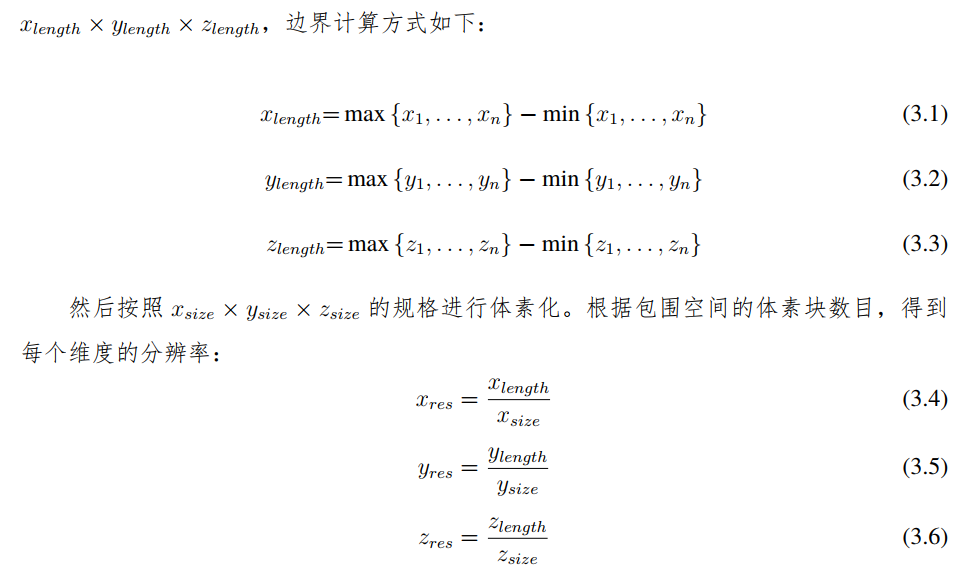 $x_{length} \times y_{length} \times z_{length}$，边界计算方式如下：
$x_{length} = \max\{x_1, \ldots, x_n\} - \min\{x_1, \ldots, x_n\}$ (3.1)
$y_{length} = \max\{y_1, \ldots, y_n\} - \min\{y_1, \ldots, y_n\}$ (3.2)
$z_{length} = \max\{z_1, \ldots, z_n\} - \min\{z_1, \ldots, z_n\}$ (3.3)
然后按照 $x_{size} \times y_{size} \times z_{size}$ 的规格进行体素化。根据包围空间的体素块数目，得到
每个维度的分辨率：
$x_{res} = \frac{x_{length}}{x_{size}}$ (3.4)
$y_{res} = \frac{y_{length}}{y_{size}}$ (3.5)
$z_{res} = \frac{z_{length}}{z_{size}}$ (3.6)